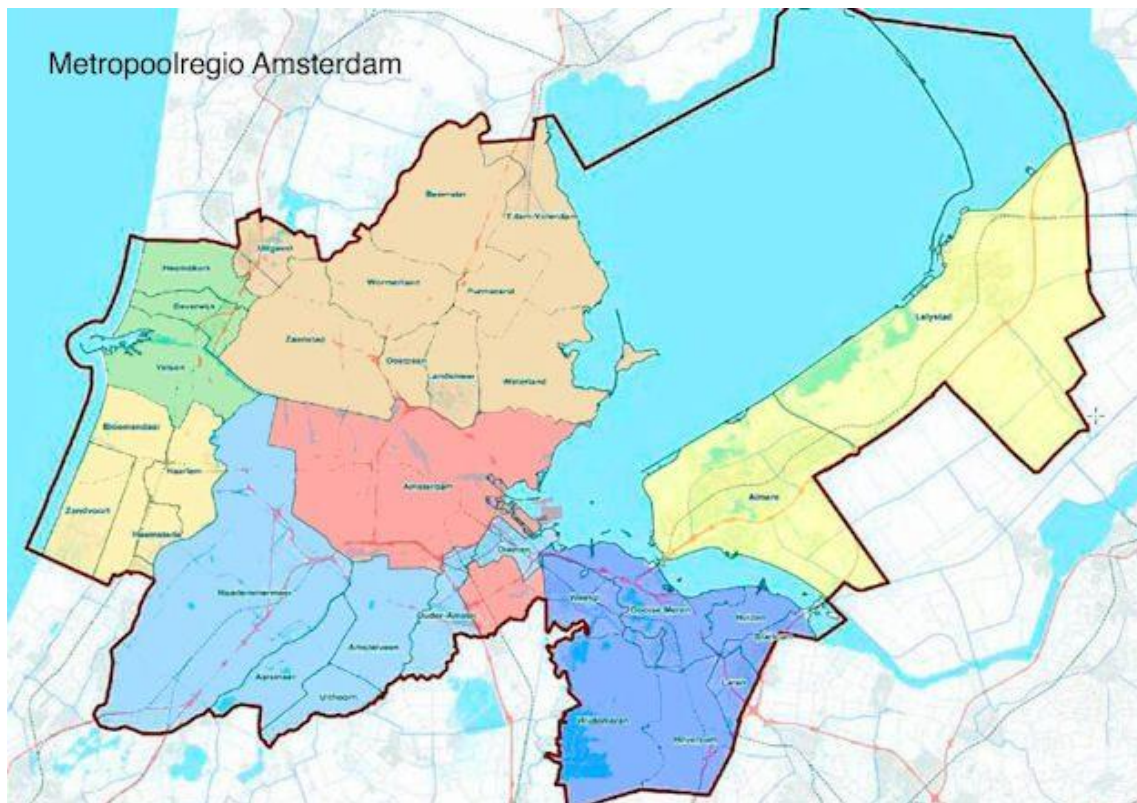 Metropoolregio Amsterdam
Beemster
Uitgeest
Heemskerk
Wormerland
Purmerend
Beverwijk
Lelystad
Zaanstad
Oostzaan
Velsen
Landsmeer
Waterland
Bloemendaal
Haarlem
Amsterdam
Almere
Zandvoort
Heemstede
Diemen
Haarlemmermeer
Weesp
Gooise Meren
Ouder-Amstel
Huizen
Blaricum
Amstelveen
Aalsmeer
Laren
Uithoorn
Wijdemeren
Hilversum